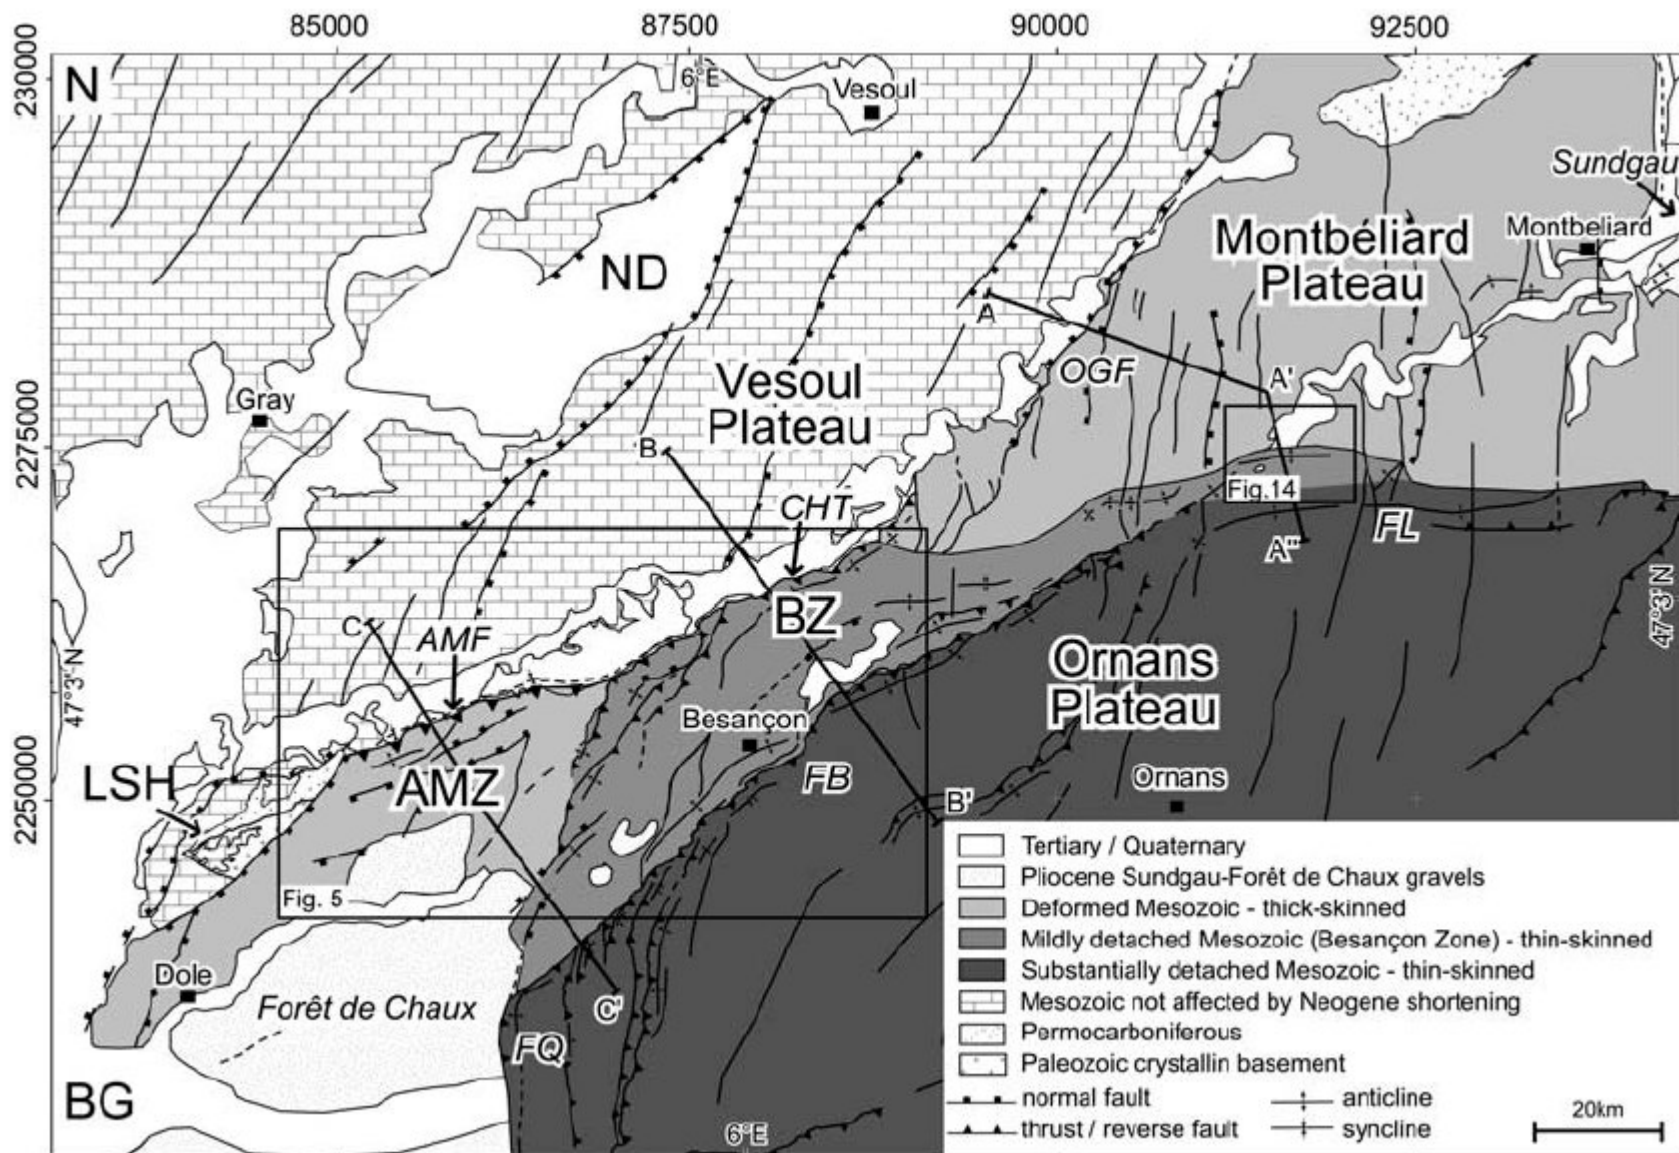 85000 87500 90000 92500
230000
N
6°E
Vesoul
Sundgau
Montbéliard
Plateau
Montbeliard
ND
A
OGF
A'
Vesoul
Plateau
Gray
227500
B
Fig.14
CHT
FL
A"
BZ
C
AMF
47°3' N
47°3' N
Ornans
Plateau
Besançon
LSH
AMZ
FB
Ornans
225000
B'
Fig. 5
Dole
Forêt de Chaux
C'
FQ
BG
6°E
Tertiary / Quaternary
Pliocene Sundgau-Forêt de Chaux gravels
Deformed Mesozoic - thick-skinned
Mildly detached Mesozoic (Besançon Zone) - thin-skinned
Substantially detached Mesozoic - thin-skinned
Mesozoic not affected by Neogene shortening
Permocarboniferous
Paleozoic crystallin basement
normal fault anticline
thrust / reverse fault syncline
20km